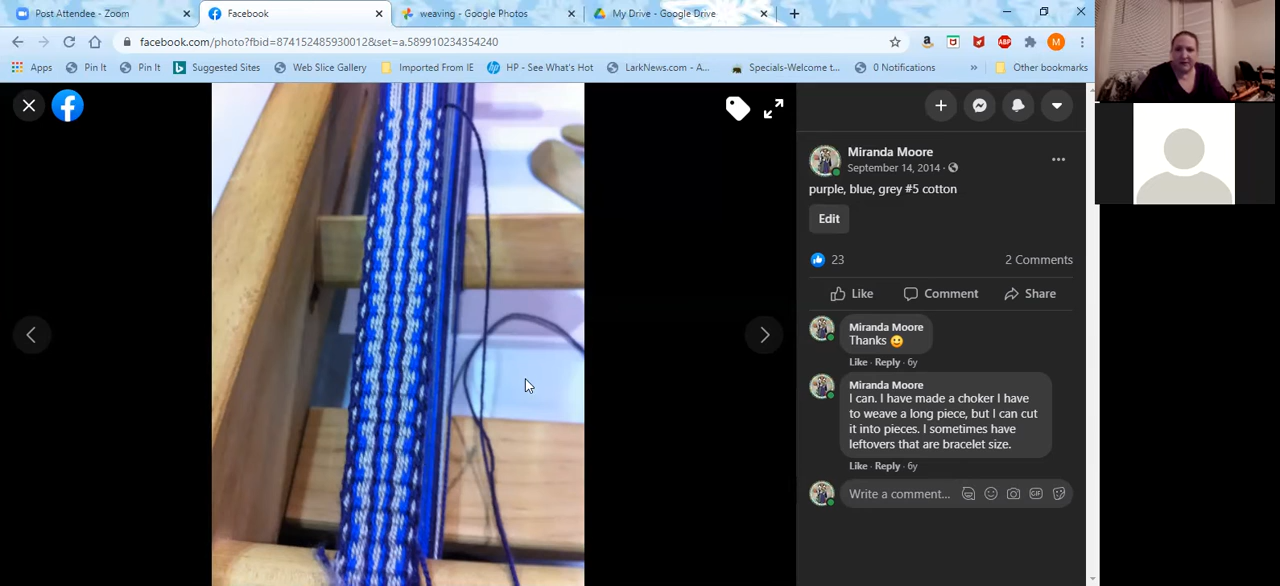 Post Attendee - Zoom
Facebook
weaving - Google Photos
My Drive - Google Drive
facebook.com/photo?fbid=874152485930012&set=a.589910234354240
ABP
M
Apps
Pin It
Pin It
Suggested Sites
Web Slice Gallery
Imported From IE
HP - See What's Hot
LarkNews.com - A...
Specials-Welcome t...
0 Notifications
»
Other bookmarks
Miranda Moore
September 14, 2014 ·
purple, blue, grey #5 cotton
Edit
23
2 Comments
Like
Comment
Share
Miranda Moore
Thanks
Like · Reply · 6y
Miranda Moore
I can. I have made a choker I have
to weave a long piece, but I can cut
it into pieces. I sometimes have
leftovers that are bracelet size.
Like · Reply · 6y
Write a comment...
GIF